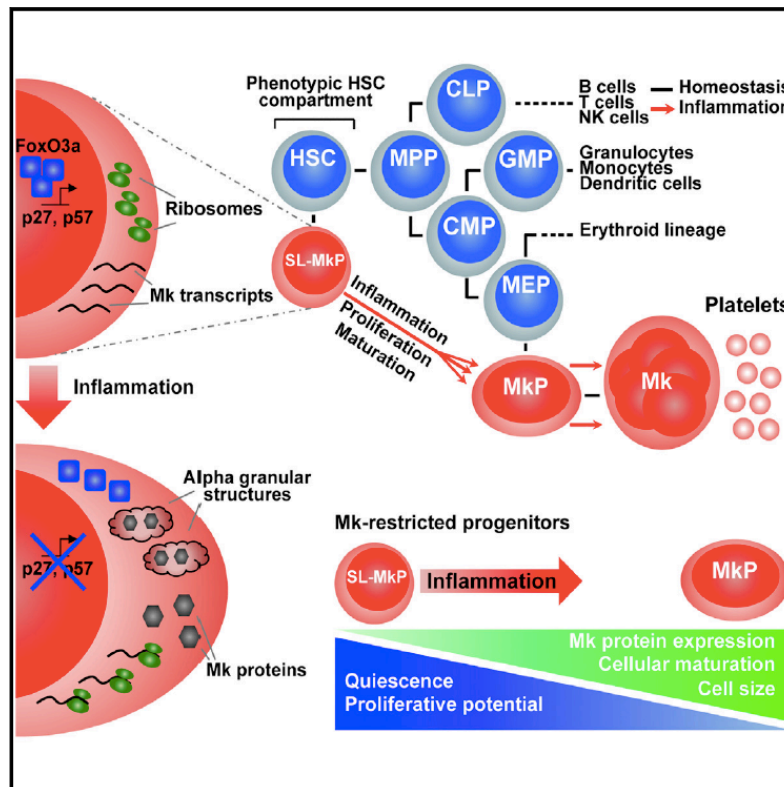 FoxO3a
p27, p57
Ribosomes
Mk transcripts
Inflammation
Phenotypic HSC
compartment
HSC
MPP
CLP
GMP
CMP
MEP
SL-MkP
MkP
Mk
B cells
T cells
NK cells
Homeostasis
Inflammation
Granulocytes
Monocytes
Dendritic cells
Erythroid lineage
Platelets
Inflammation
Proliferation
Maturation
p27, p57
Alpha granular
structures
Mk proteins
Mk-restricted progenitors
SL-MkP
Inflammation
MkP
Mk protein expression
Cellular maturation
Cell size
Quiescence
Proliferative potential